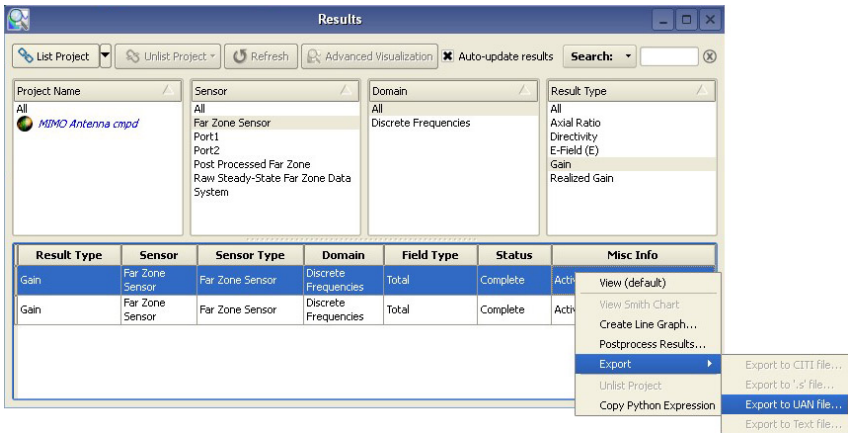 Results
List Project
Unlist Project
Refresh
Advanced Visualization
Auto-update results
Search:
Project Name
All
MIMO Antenna cmpd
Sensor
All
Far Zone Sensor
Port1
Port2
Post Processed Far Zone
Raw Steady-State Far Zone Data
System
Domain
All
Discrete Frequencies
Result Type
All
Axial Ratio
Directivity
E-Field (E)
Gain
Realized Gain
Result Type Sensor Sensor Type Domain Field Type Status Misc Info
Gain Far Zone Sensor Far Zone Sensor Discrete Frequencies Total Complete Activ
Gain Far Zone Sensor Far Zone Sensor Discrete Frequencies Total Complete Activ
View (default)
View Smith Chart
Create Line Graph...
Postprocess Results...
Export
Unlist Project
Copy Python Expression
Export to CITI file...
Export to '.s' file...
Export to UAN file...
Export to Text file...